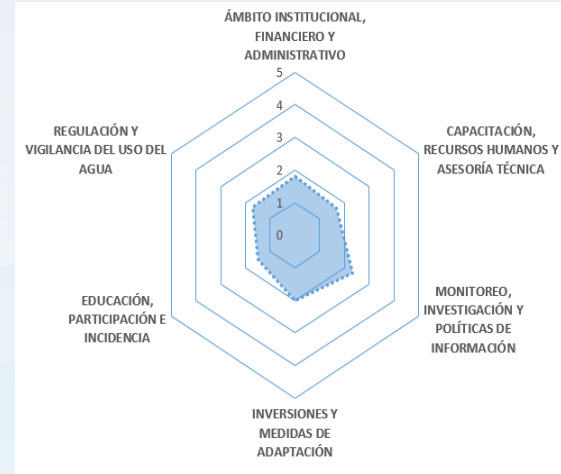 ÁMBITO INSTITUCIONAL,
FINANCIERO Y
ADMINISTRATIVO
5
4
3
2
1
0
CAPACITACIÓN,
RECURSOS HUMANOS Y
ASESORÍA TÉCNICA
MONITOREO,
INVESTIGACIÓN Y
POLÍTICAS DE
INFORMACIÓN
INVERSIONES Y
MEDIDAS DE
ADAPTACIÓN
EDUCACIÓN,
PARTICIPACIÓN E
INCIDENCIA
REGULACIÓN Y
VIGILANCIA DEL USO DEL
AGUA